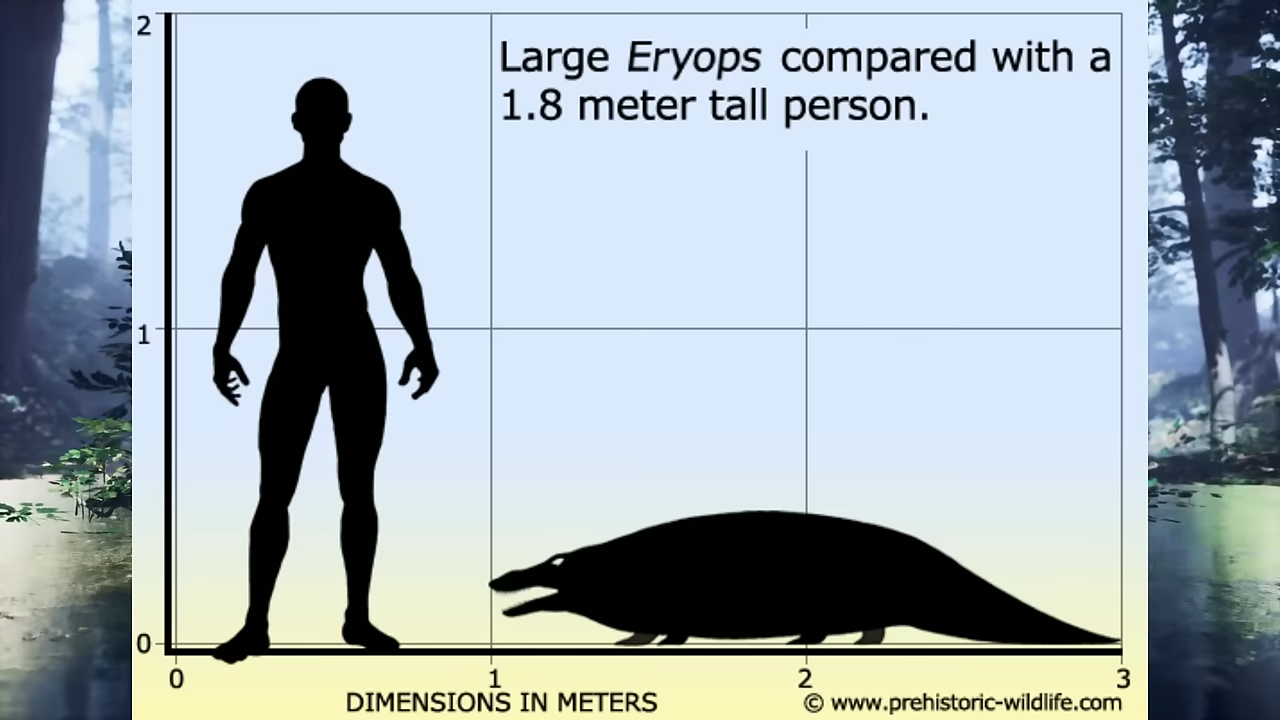 2
Large Eryops compared with a
1.8 meter tall person.
1
0
0 1 2 3
DIMENSIONS IN METERS
© www.prehistoric-wildlife.com